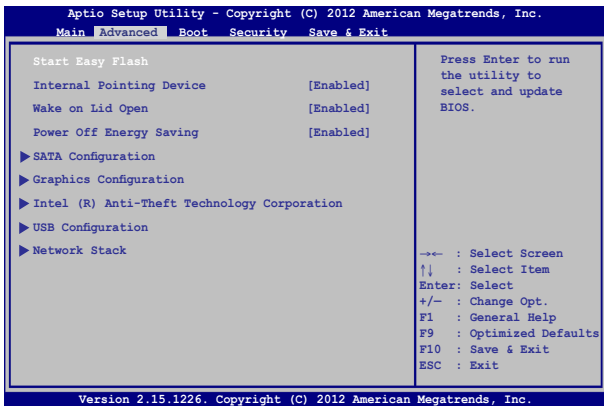 Aptio Setup Utility - Copyright (C) 2012 American Megatrends, Inc.
Main Advanced Boot Security Save & Exit
Start Easy Flash
Internal Pointing Device [Enabled]
Wake on Lid Open [Enabled]
Power Off Energy Saving [Enabled]
SATA Configuration
Graphics Configuration
Intel (R) Anti-Theft Technology Corporation
USB Configuration
Network Stack
Press Enter to run
the utility to
select and update
BIOS.
→← : Select Screen
↑↓ : Select Item
Enter: Select
+/— : Change Opt.
F1 : General Help
F9 : Optimized Defaults
F10 : Save & Exit
ESC : Exit
Version 2.15.1226. Copyright (C) 2012 American Megatrends, Inc.